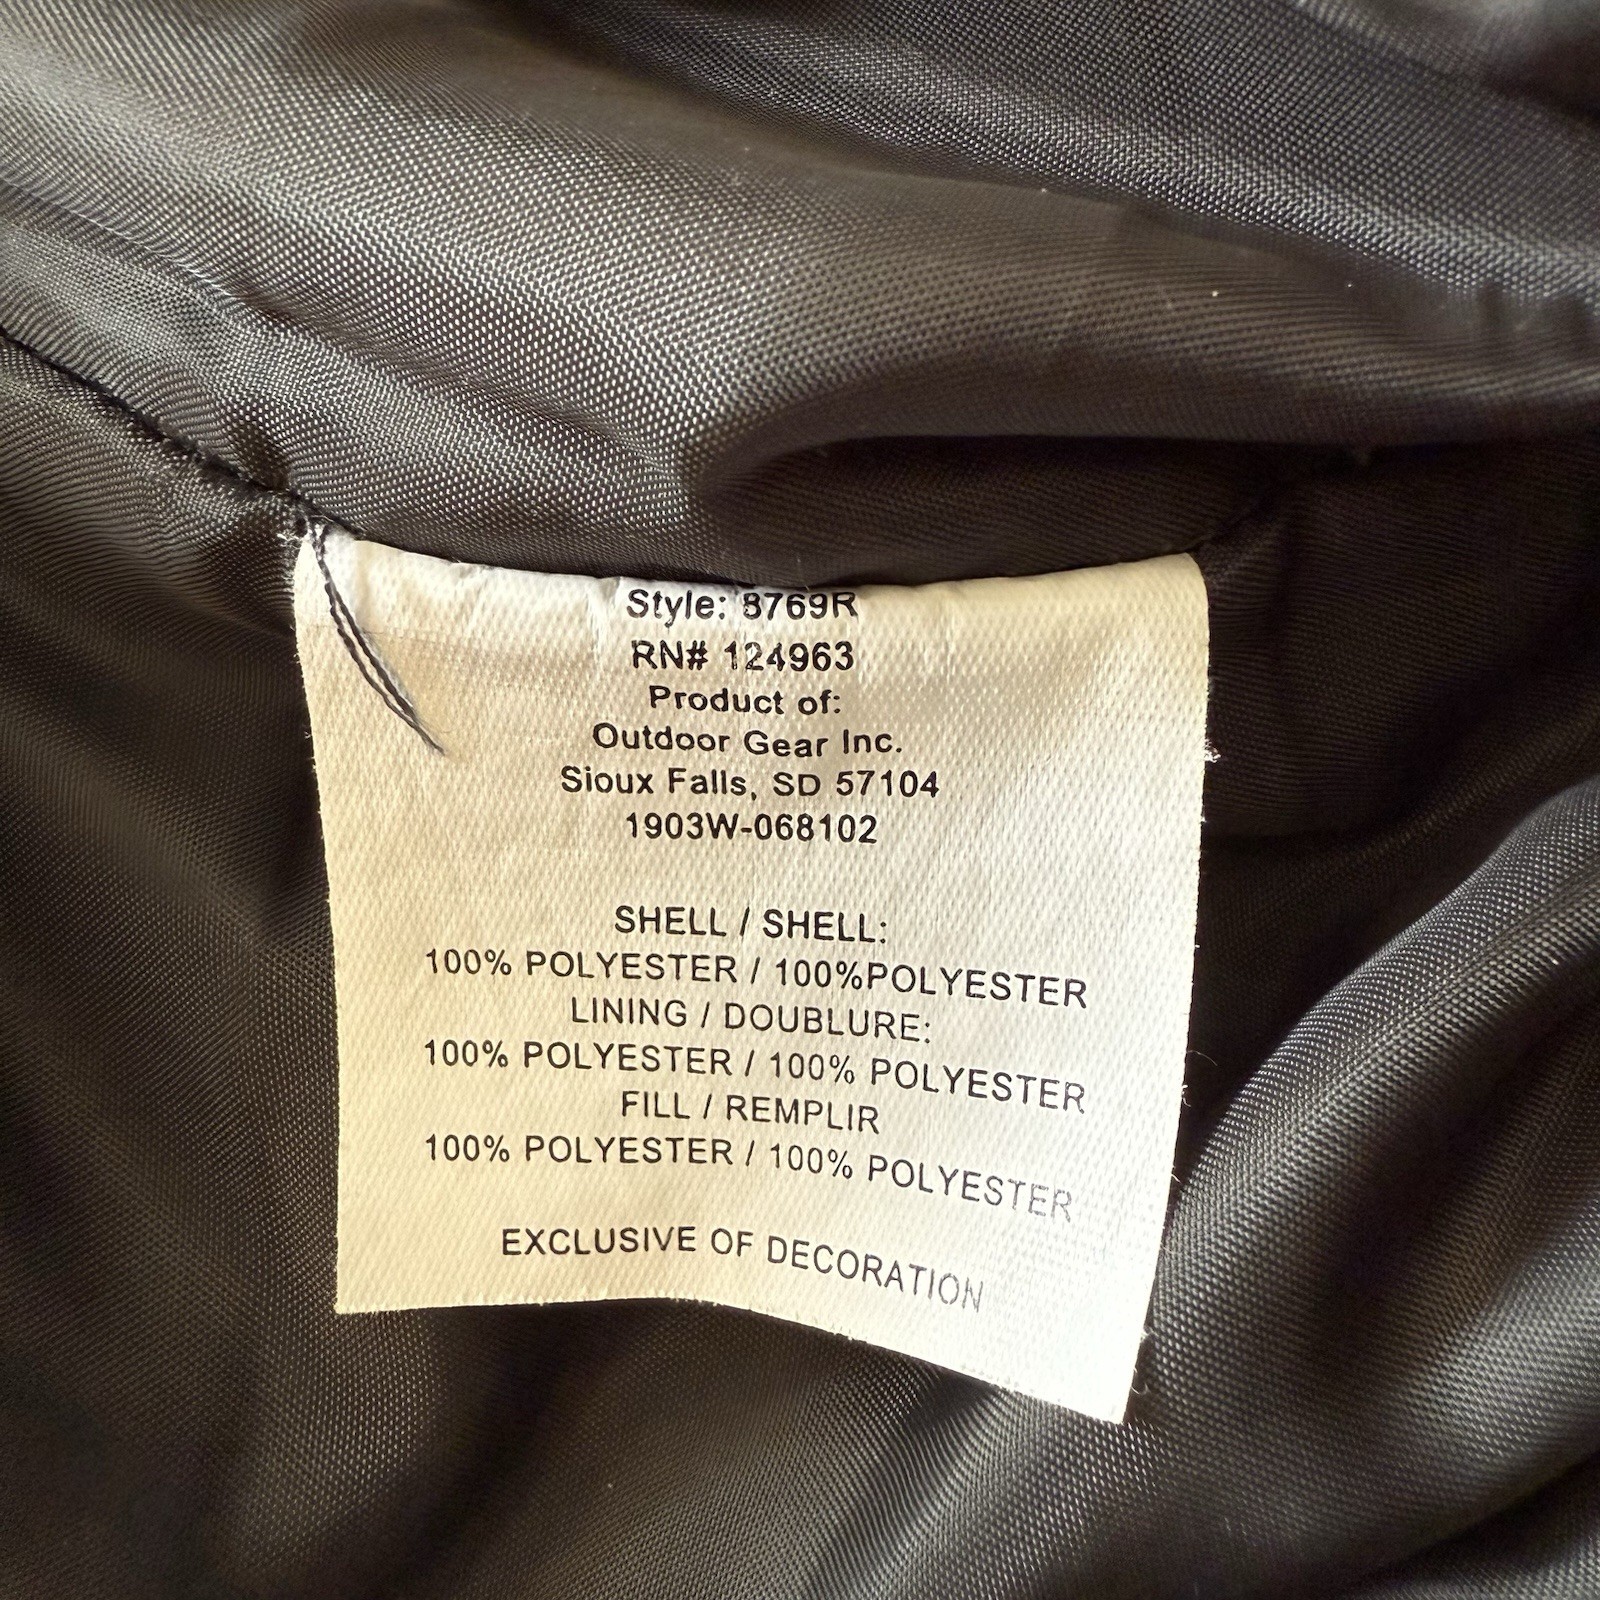 Style: 8769R
RN# 124963
Product of:
Outdoor Gear Inc.
Sioux Falls, SD 57104
1903W-068102
SHELL / SHELL:
100% POLYESTER / 100%POLYESTER
LINING / DOUBLURE:
100% POLYESTER / 100% POLYESTER
FILL / REMPLIR
100% POLYESTER / 100% POLYESTER
EXCLUSIVE OF DECORATION